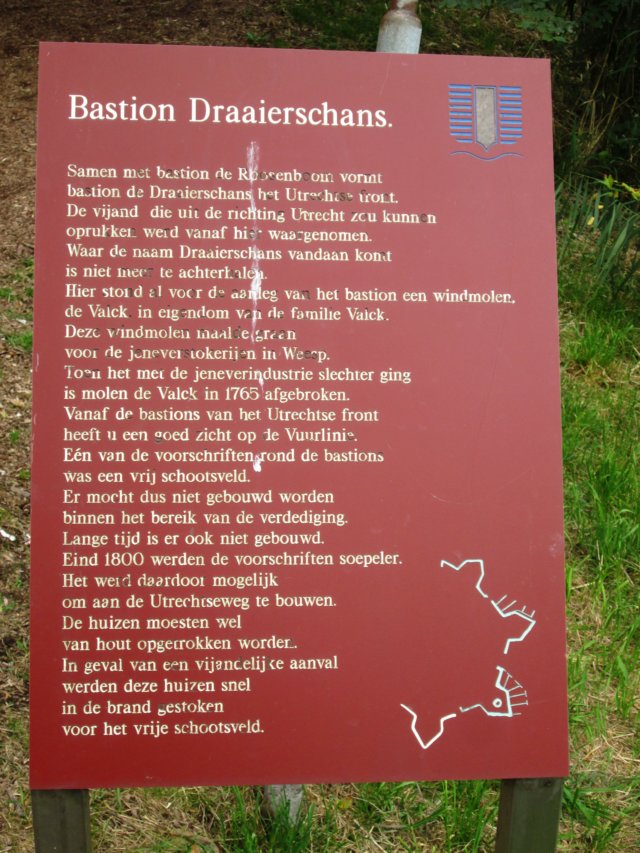 Bastion Draaierschans.
Samen met bastion de Roosenboom vormt
bastion de Draaierschans het Utrechtse front.
De vijand die uit de richting Utrecht zou kunnen
oprukken werd vanaf hier waargenomen.
Waar de naam Draaierschans vandaan komt
is niet meer te achterhalen.
Hier stond al voor de aanleg van het bastion een windmolen,
de Valck, in eigendom van de familie Valck.
Deze windmolen maalde graan
voor de jeneverstokerijen in Weesp.
Toen het met de jeneverindustrie slechter ging
is molen de Valck in 1765 afgebroken.
Vanaf de bastions van het Utrechtse front
heeft u een goed zicht op de Vuurlinie.
Eén van de voorschriften rond de bastions
was een vrij schootsveld.
Er mocht dus niet gebouwd worden
binnen het bereik van de verdediging.
Lange tijd is er ook niet gebouwd.
Eind 1800 werden de voorschriften soepeler.
Het werd daardoor mogelijk
om aan de Utrechtseweg te bouwen.
De huizen moesten wel
van hout opgetrokken worden.
In geval van een vijandelijke aanval
werden deze huizen snel
in de brand gestoken
voor het vrije schootsveld.